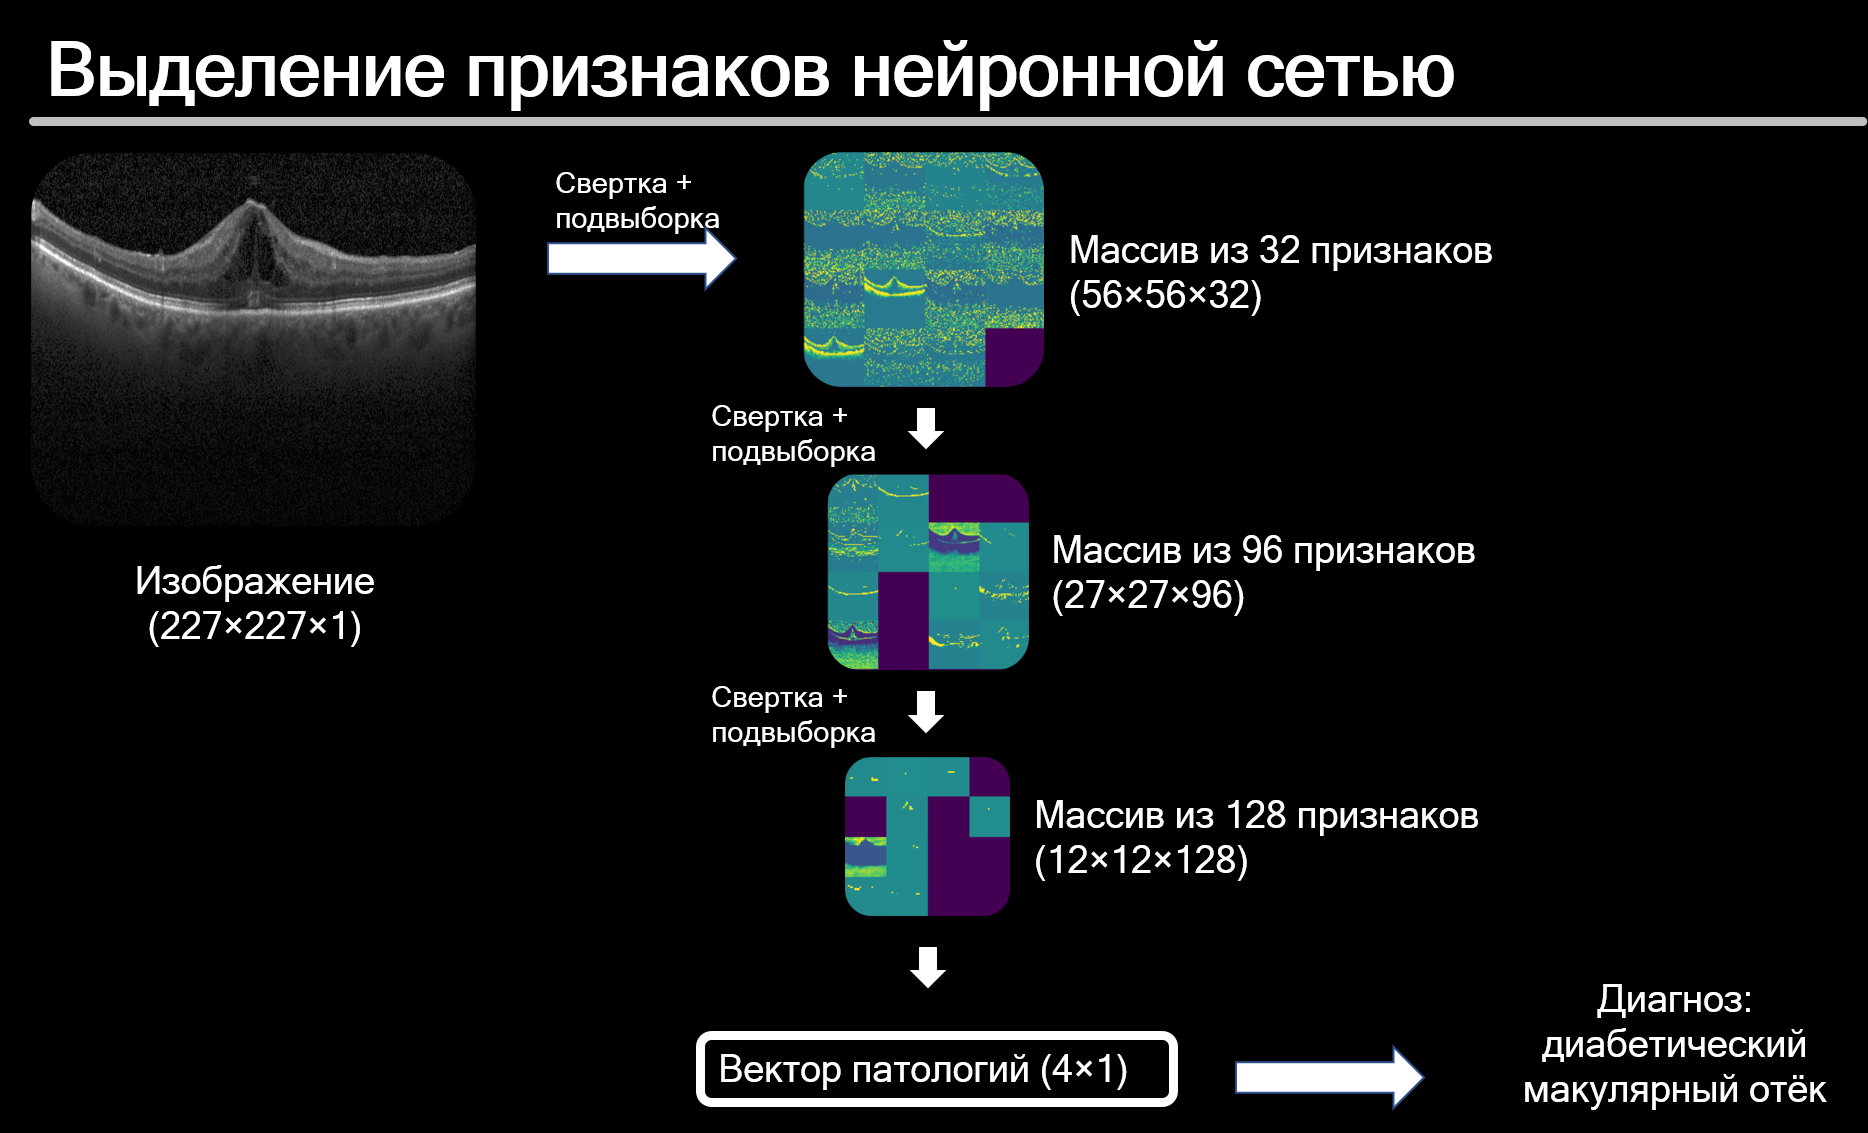 Выделение признаков нейронной сетью
Свертка +
подвыборка
Массив из 32 признаков
(56×56×32)
Изображение
(227×227×1)
Свертка +
подвыборка
Массив из 96 признаков
(27×27×96)
Свертка +
подвыборка
Массив из 128 признаков
(12×12×128)
Вектор патологий (4×1)
Диагноз:
диабетический
макулярный отёк